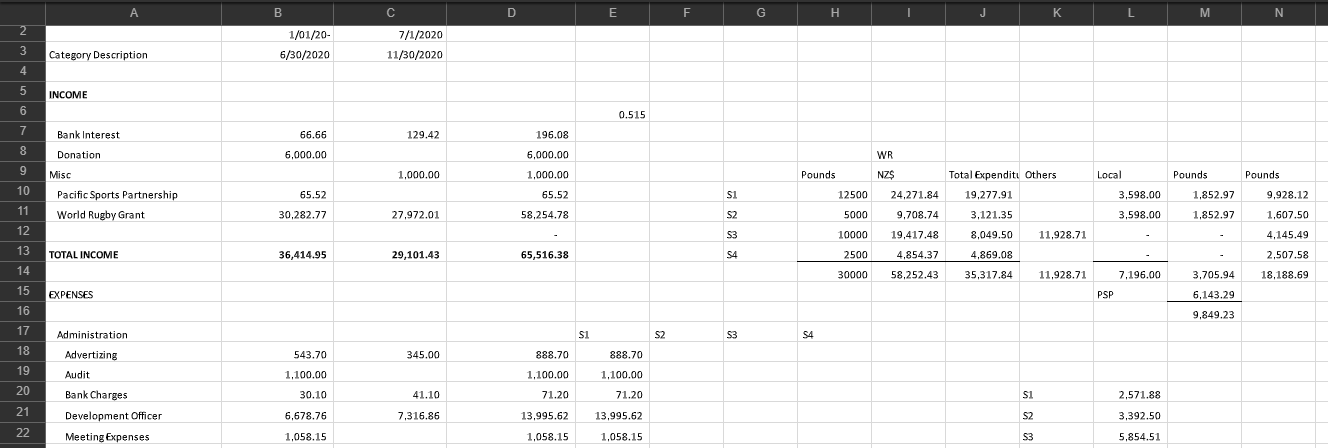 A B C D E F G H I J K L M N
2 1/01/20- 7/1/2020
3 Category Description 6/30/2020 11/30/2020
4
5 INCOME
6 0.515
7 Bank Interest 66.66 129.42 196.08
8 Donation 6,000.00 6,000.00 WR
9 Misc 1,000.00 1,000.00 Pounds NZ$ Total Expenditu Others Local Pounds Pounds
10 Pacific Sports Partnership 65.52 65.52 S1 12500 24,271.84 19,277.91 3,598.00 1,852.97 9,928.12
11 World Rugby Grant 30,282.77 27,972.01 58,254.78 S2 5000 9,708.74 3,121.35 3,598.00 1,852.97 1,607.50
12 - S3 10000 19,417.48 8,049.50 11,928.71 - - 4,145.49
13 TOTAL INCOME 36,414.95 29,101.43 65,516.38 S4 2500 4,854.37 4,869.08 - - 2,507.58
14 30000 58,252.43 35,317.84 11,928.71 7,196.00 3,705.94 18,188.69
15 EXPENSES PSP 6,143.29
16 9,849.23
17 Administration S1 S2 S3 S4
18 Advertizing 543.70 345.00 888.70 888.70
19 Audit 1,100.00 1,100.00 1,100.00
20 Bank Charges 30.10 41.10 71.20 71.20 S1 2,571.88
21 Development Officer 6,678.76 7,316.86 13,995.62 13,995.62 S2 3,392.50
22 Meeting Expenses 1,058.15 1,058.15 1,058.15 S3 5,854.51